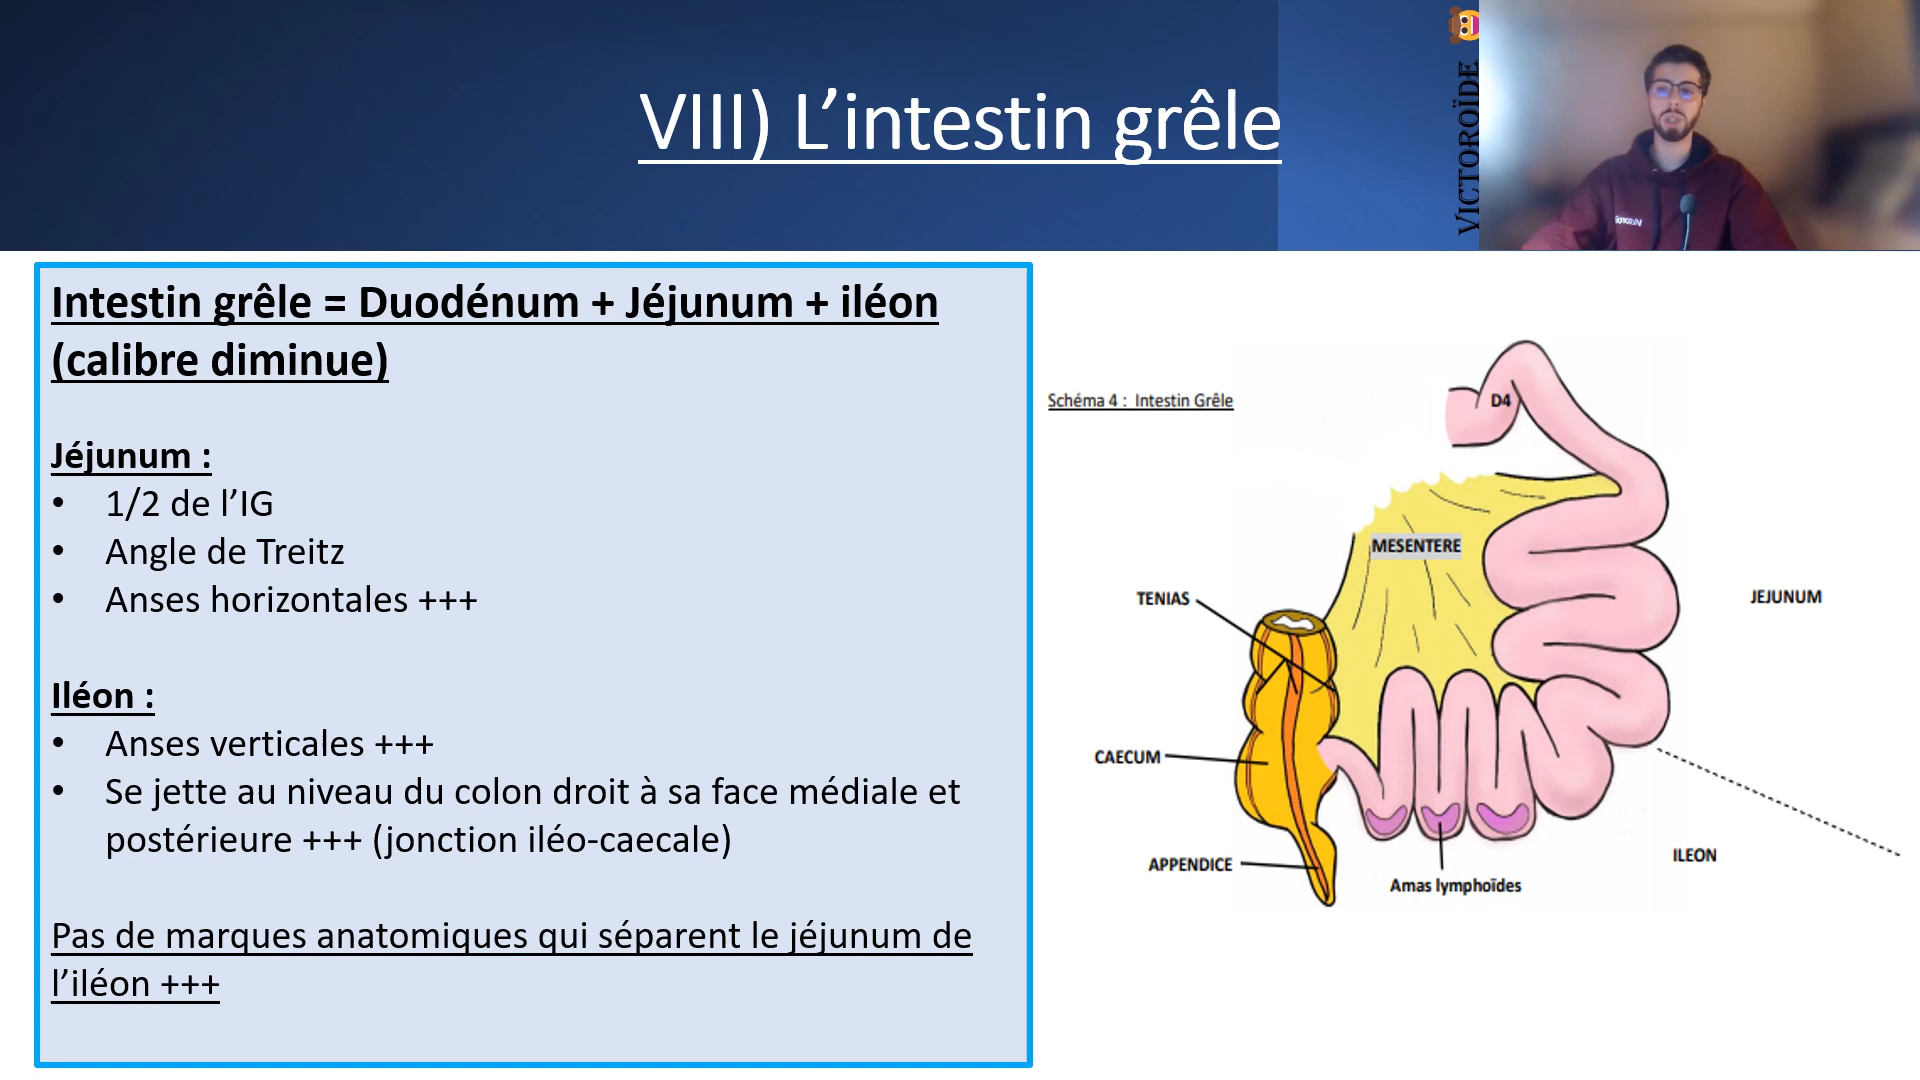 VIII) L’intestin grêle
VICTOROÏDE
Intestin grêle = Duodénum + Jéjunum + iléon
(calibre diminue)
Jéjunum :
• 1/2 de l’IG
• Angle de Treitz
• Anses horizontales +++
Iléon :
• Anses verticales +++
• Se jette au niveau du colon droit à sa face médiale et
postérieure +++ (jonction iléo-caecale)
Pas de marques anatomiques qui séparent le jéjunum de
l’iléon +++
Schéma 4 : Intestin Grêle
D4
MESENTERE
TENIAS
JEJUNUM
CAECUM
APPENDICE
ILEON
Amas lymphoïdes